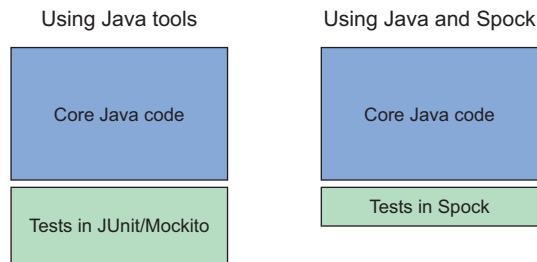 Using Java tools
Using Java and Spock
Core Java code
Core Java code
Tests in JUnit/Mockito
Tests in Spock